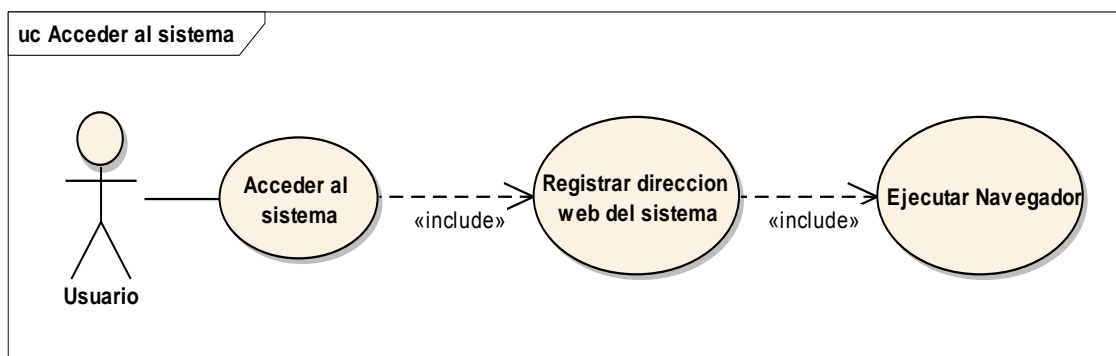 uc Acceder al sistema
Acceder al
sistema
«include»
Registrar direccion
web del sistema
«include»
Ejecutar Navegador
Usuario